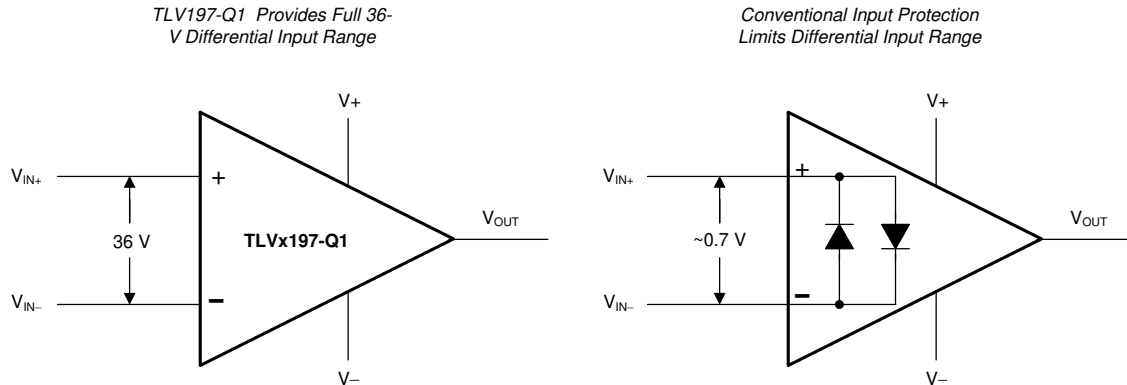 TLV197-Q1 Provides Full 36-
V Differential Input Range
V+
VIN+
+
36 V
TLVx197-Q1
VOUT
VIN–
–
V–
Conventional Input Protection
Limits Differential Input Range
V+
VIN+
+
~0.7 V
VOUT
VIN–
–
V–